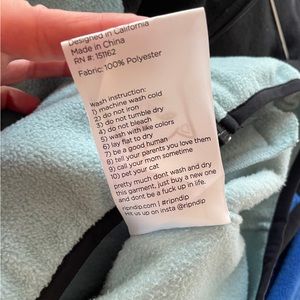 Designed in California
Made in China
RN #: 151162
Fabric: 100% Polyester
wash instruction:
1) machine wash cold
2) do not iron
3) do not tumble dry
4) do not bleach
5) wash with like colors
6) lay flat to dry
7) be a good human
8) tell your parents you love them
9) call your mom sometime
10) pet your cat
pretty much dont wash and dry
this garment, just buy a new one
and dont be a fuck up in life.
ripndip.com | #ripndip
hit us up on insta @ripndip